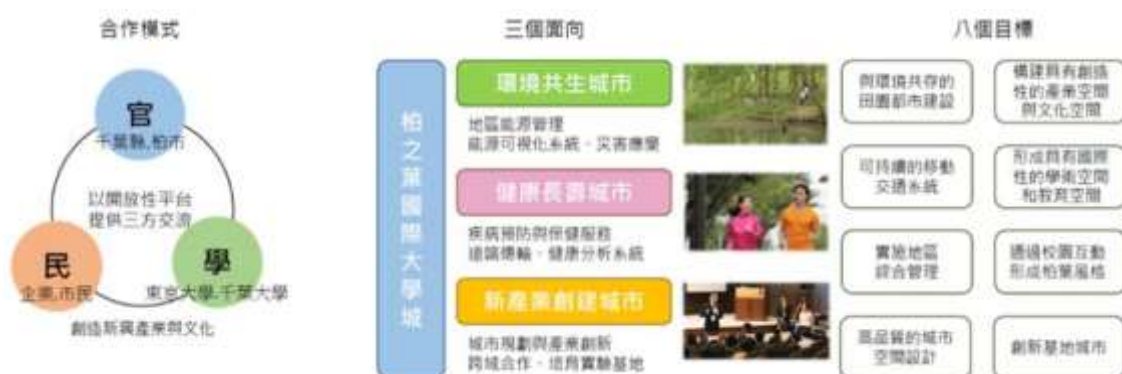 合作模式
官
千葉縣,柏市
以開放性平台
提供三方交流
民
企業,市民
學
東京大學,千葉大學
創造新興產業與文化
三個面向
柏之葉國際大學城
環境共生城市
地區能源管理
能源可視化系統、災害應變
健康長壽城市
疾病預防與保健服務
遠端傳輸、健康分析系統
新產業創建城市
城市規劃與產業創新
跨域合作、培育實驗基地
八個目標
與環境共存的
田園都市建設
構建具有創造
性的產業空間
與文化空間
可持續的移動
交通系統
形成具有國際
性的學術空間
和教育空間
實施地區
綜合管理
通過校園互動
形成柏葉風格
高品質的城市
空間設計
創新基地城市